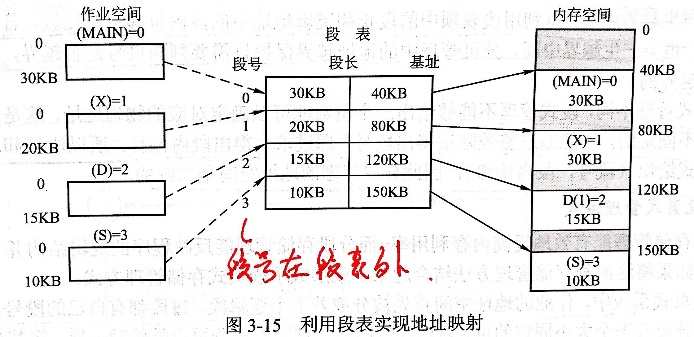 作业空间
(MAIN)=0
0
30KB
(X)=1
0
20KB
(D)=2
0
15KB
(S)=3
0
10KB
段 表
段号 段长 基址
0 30KB 40KB
1 20KB 80KB
2 15KB 120KB
3 10KB 150KB
内存空间
0
40KB
(MAIN)=0
30KB
80KB
(X)=1
30KB
120KB
D(1)=2
15KB
150KB
(S)=3
10KB
段号在段表外.
图 3-15 利用段表实现地址映射